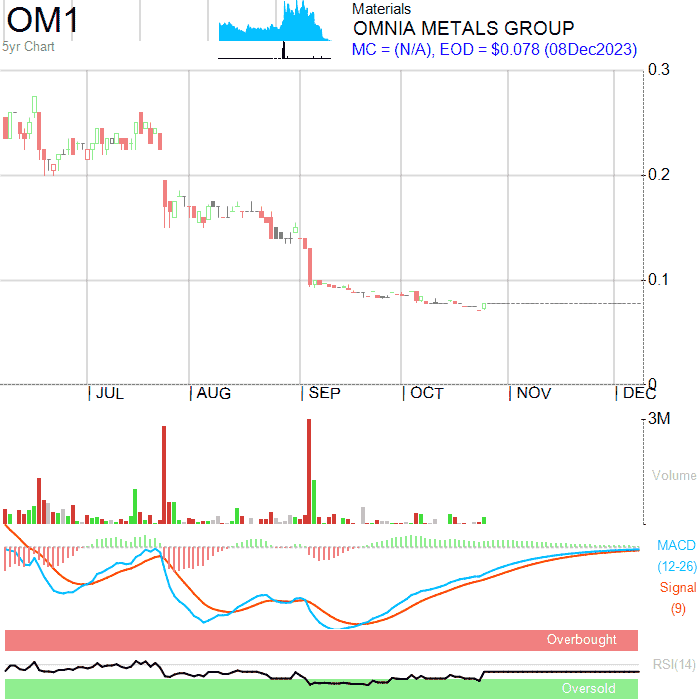 OM1
5yr Chart
Materials
OMNIA METALS GROUP
MC = (N/A), EOD = $0.078 (08Dec2023)
0.3
0.2
0.1
0
JUL AUG SEP OCT NOV DEC
3M
Volume
MACD
(12-26)
Signal
(9)
Overbought
RSI(14)
Oversold